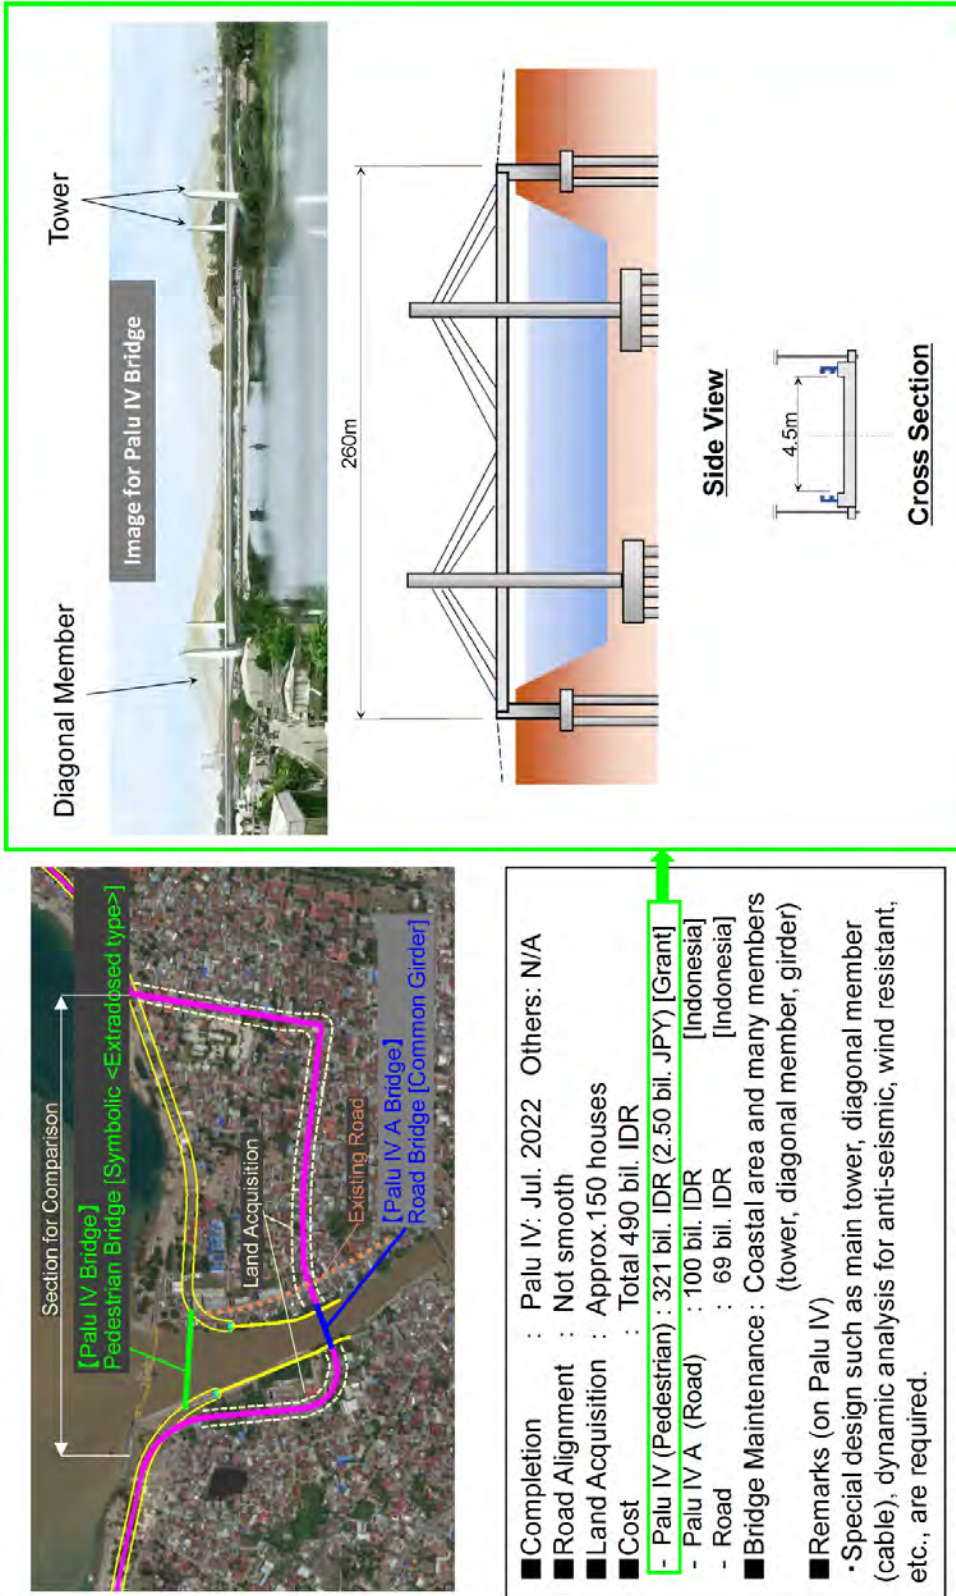 Section for Comparison
[Palu IV Bridge]
Pedestrian Bridge [Symbolic <Extradosed type>]
Land Acquisition
Existing Road
[Palu IV A Bridge]
Road Bridge [Common Girder]
■Completion : Palu IV: Jul. 2022 Others: N/A
■Road Alignment : Not smooth
■Land Acquisition : Approx.150 houses
■Cost : Total 490 bil. IDR
- Palu IV (Pedestrian) : 321 bil. IDR (2.50 bil. JPY) [Grant]
- Palu IV A (Road) : 100 bil. IDR [Indonesia]
- Road : 69 bil. IDR [Indonesia]
■Bridge Maintenance : Coastal area and many members
(tower, diagonal member, girder)
■Remarks (on Palu IV)
・Special design such as main tower, diagonal member
(cable), dynamic analysis for anti-seismic, wind resistant,
etc., are required.
Diagonal Member
Tower
Image for Palu IV Bridge
260m
Side View
4.5m
Cross Section